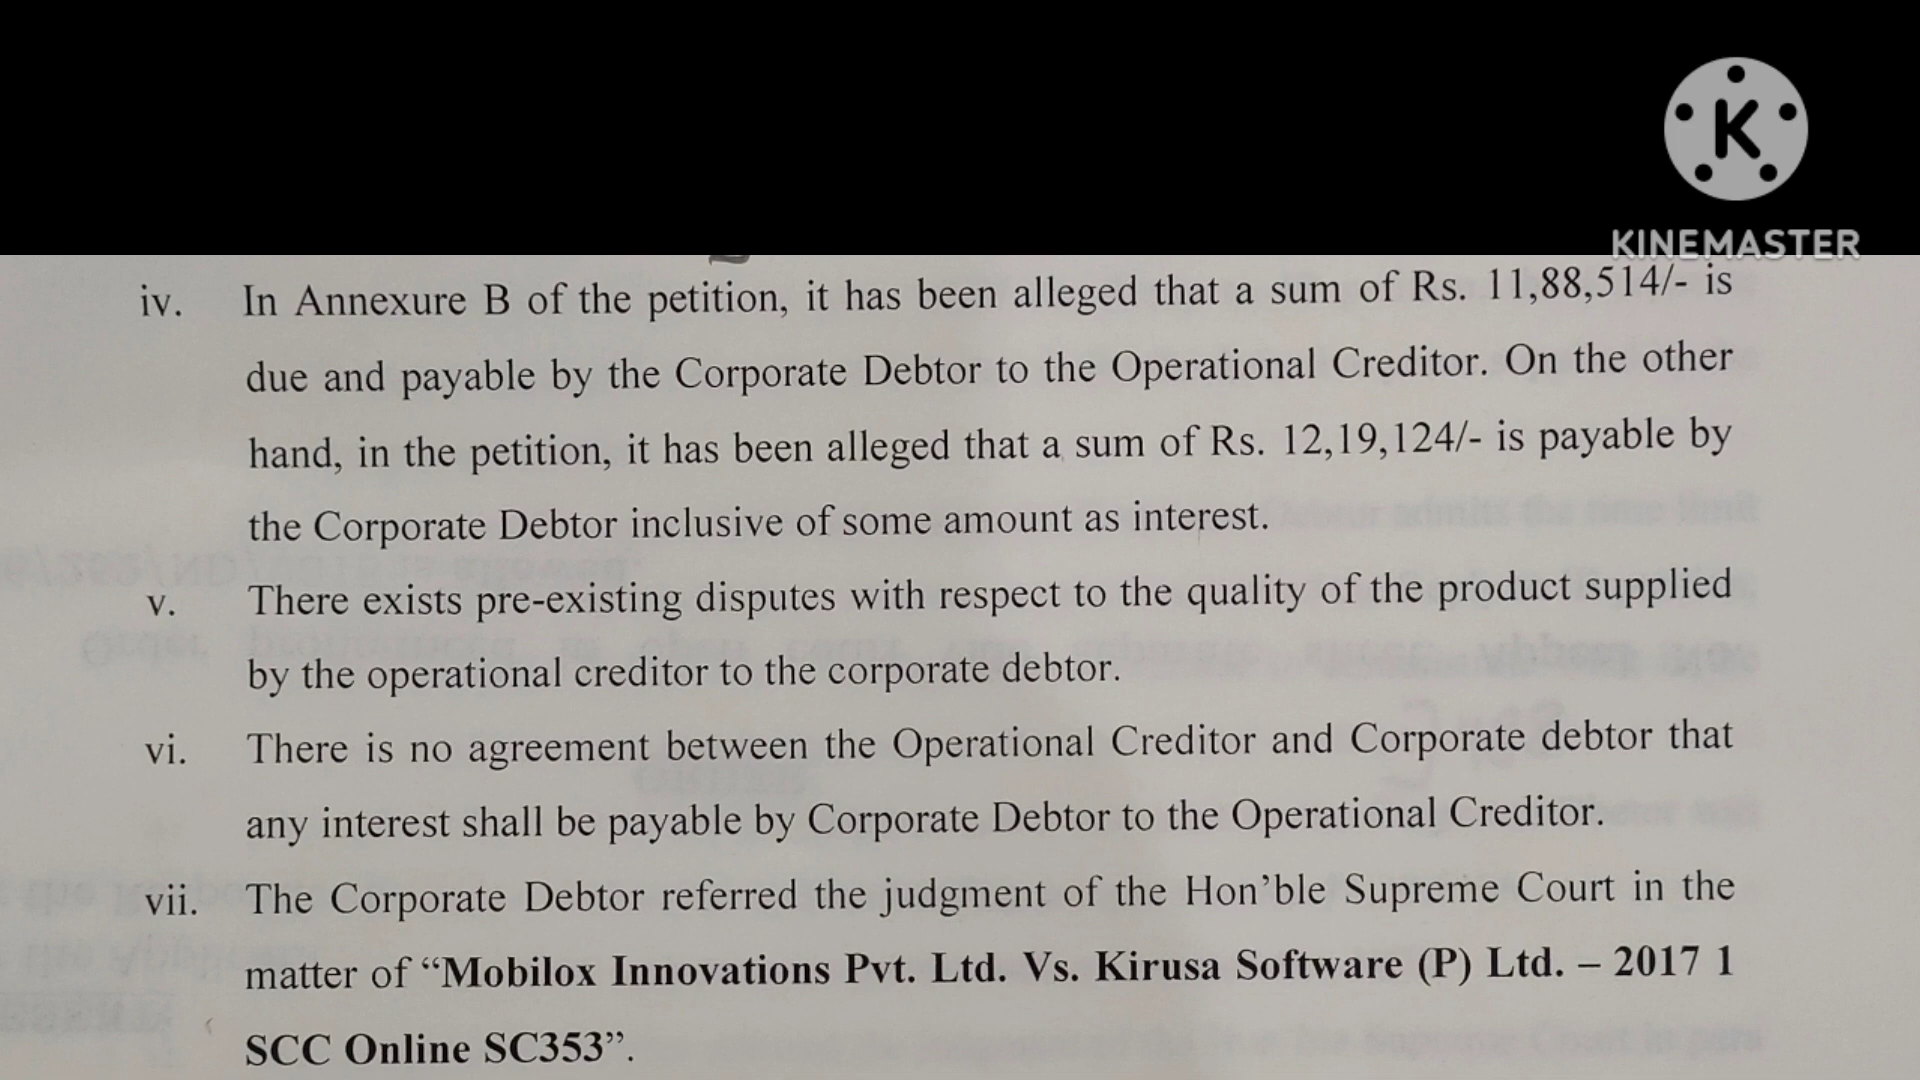 K
KINEMASTER
iv. In Annexure B of the petition, it has been alleged that a sum of Rs. 11,88,514/- is
due and payable by the Corporate Debtor to the Operational Creditor. On the other
hand, in the petition, it has been alleged that a sum of Rs. 12,19,124/- is payable by
the Corporate Debtor inclusive of some amount as interest.
v. There exists pre-existing disputes with respect to the quality of the product supplied
by the operational creditor to the corporate debtor.
vi. There is no agreement between the Operational Creditor and Corporate debtor that
any interest shall be payable by Corporate Debtor to the Operational Creditor.
vii. The Corporate Debtor referred the judgment of the Hon’ble Supreme Court in the
matter of “Mobilox Innovations Pvt. Ltd. Vs. Kirusa Software (P) Ltd. – 2017 1
SCC Online SC353”.